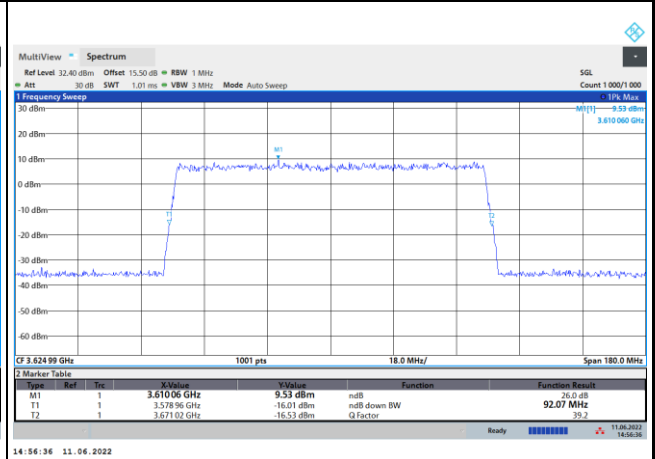 MultiView Spectrum
Ref Level 32.40 dBm Offset 15.50 dB RBW 1 MHz SGL
Att 30 dB SWT 1.01 ms VBW 3 MHz Mode Auto Sweep Count 1 000/1 000
1 Frequency Sweep 1Pk Max
30 dBm M1[1] 9.53 dBm
3.610 060 GHz
20 dBm
M1
10 dBm
0 dBm
-10 dBm
T1 T2
-20 dBm
-30 dBm
-40 dBm
-50 dBm
-60 dBm
CF 3.624 99 GHz 1001 pts 18.0 MHz/ Span 180.0 MHz
2 Marker Table
Type Ref Trc X-Value Y-Value Function Function Result
M1 1 3.610 06 GHz 9.53 dBm ndB 26.0 dB
T1 1 3.578 96 GHz -16.01 dBm ndB down BW 92.07 MHz
T2 1 3.671 02 GHz -16.53 dBm Q Factor 39.2
Ready 11.06.2022
14:56:36
14:56:36 11.06.2022